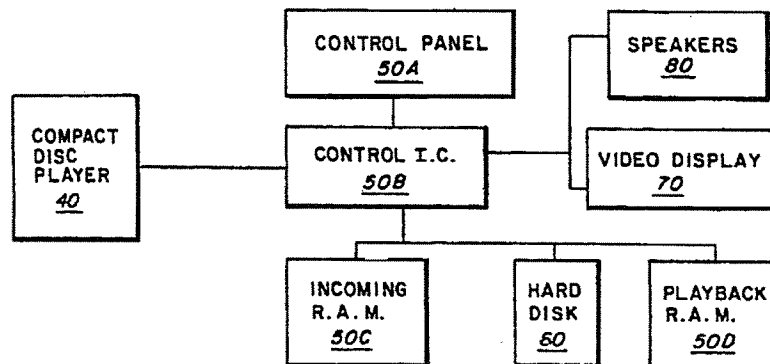 CONTROL PANEL
50A
SPEAKERS
80
COMPACT
DISC
PLAYER
40
CONTROL I.C.
50B
VIDEO DISPLAY
70
INCOMING
R.A.M.
50C
HARD
DISK
60
PLAYBACK
R.A.M.
50D